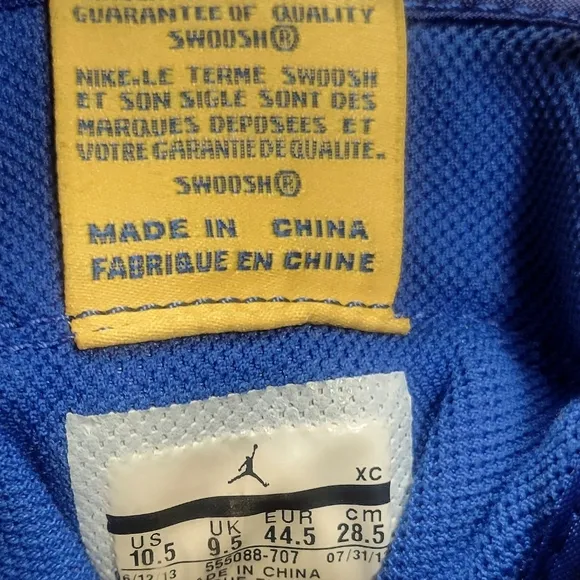 GUARANTEE OF QUALITY
SWOOSH®
NIKE.LE TERME SWOOSH
ET SON SIGLE SONT DES
MARQUES DEPOSEES ET
VOTRE GARANTIE DE QUALITE.
SWOOSH®
MADE IN CHINA
FABRIQUE EN CHINE
XC
US UK EUR cm
10.5 9.5 44.5 28.5
555088-707 07/31/1
IN CHINA